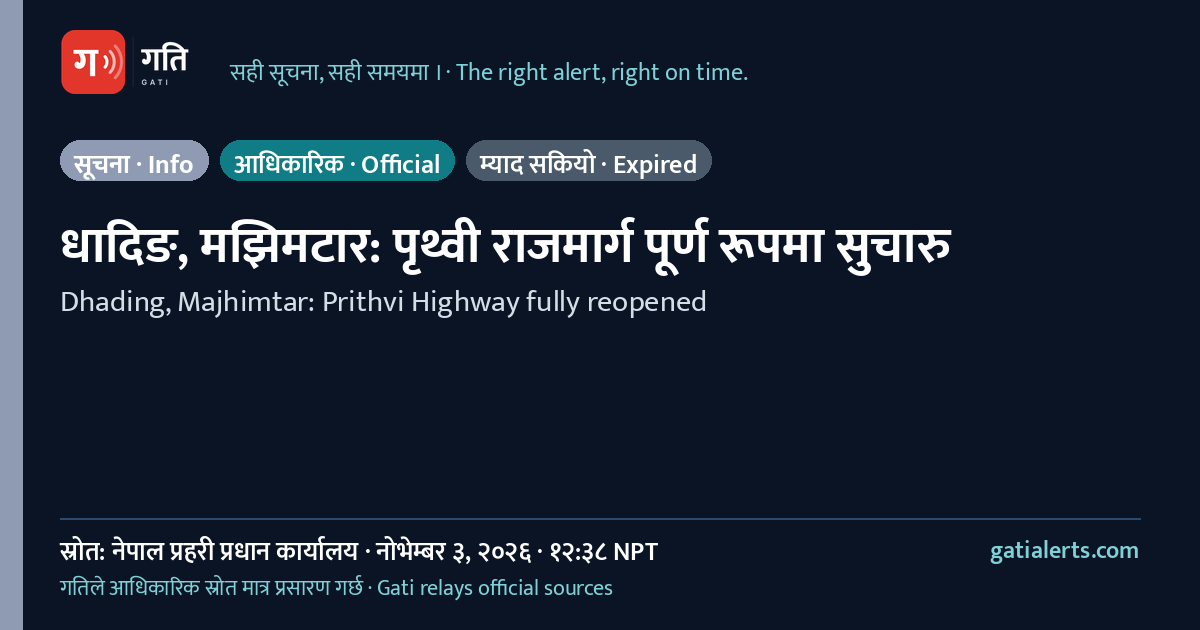 ग
गति
GATI
सही सूचना, सही समयमा । · The right alert, right on time.
सूचना · Info
आधिकारिक · Official
म्याद सकियो · Expired
धादिङ, मझिमटार: पृथ्वी राजमार्ग पूर्ण रूपमा सुचारु
Dhading, Majhimtar: Prithvi Highway fully reopened
स्रोत: नेपाल प्रहरी प्रधान कार्यालय · नोभेम्बर ३, २०२६ · १२:३८ NPT
gatialerts.com
गतिले आधिकारिक स्रोत मात्र प्रसारण गर्छ · Gati relays official sources